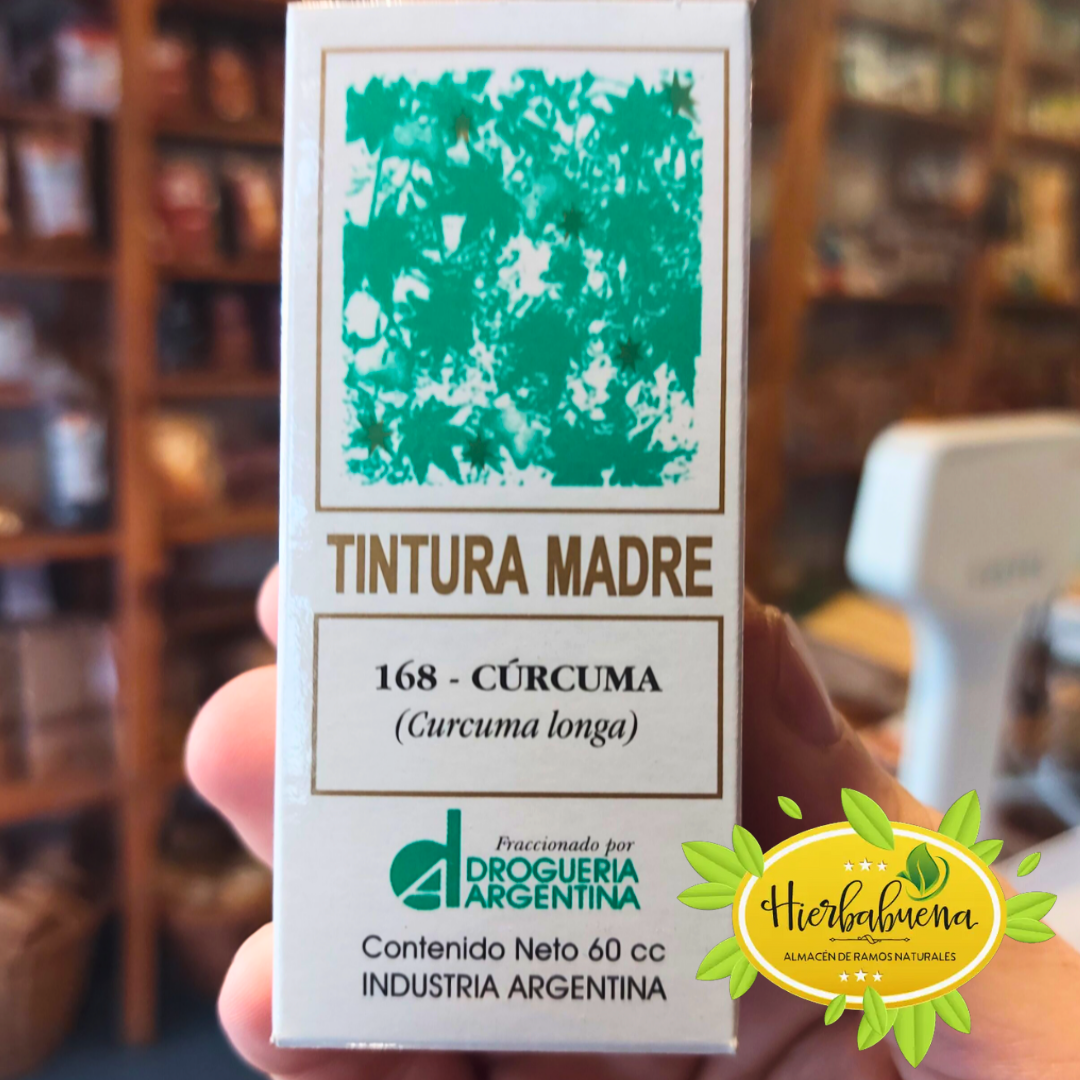 TINTURA MADRE
168 - CÚRCUMA
(Curcuma longa)
Fraccionado por
DROGUERIA
ARGENTINA
Contenido Neto 60 cc
INDUSTRIA ARGENTINA
Hierbabuena
ALMACÉN DE RAMOS NATURALES